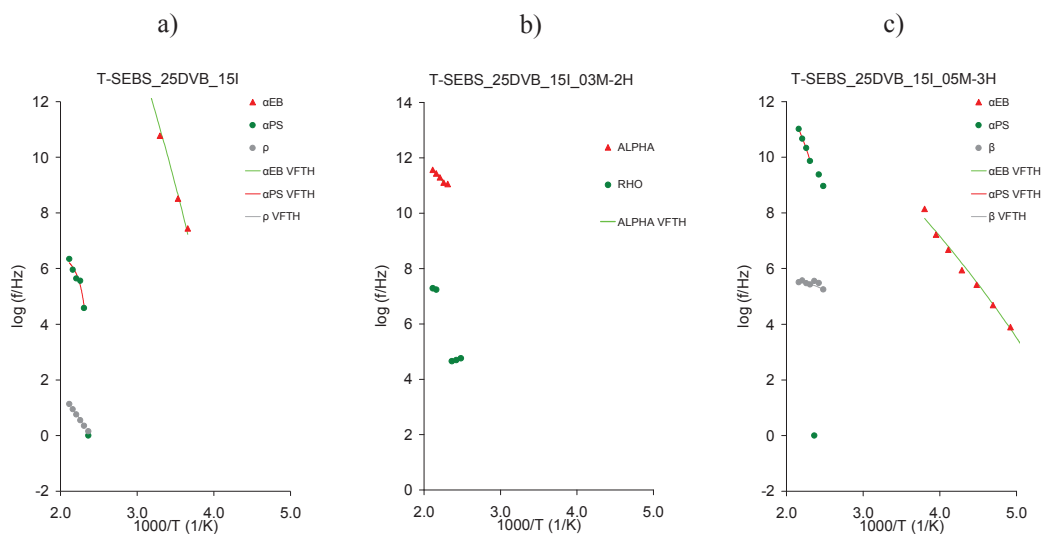 a)
T-SEBS_25DVB_15I
αEB
αPS
ρ
αEB VFTH
αPS VFTH
ρ VFTH
log (f/Hz)
12
10
8
6
4
2
0
-2
2.0 3.0 4.0 5.0
1000/T (1/K)
b)
T-SEBS_25DVB_15I_03M-2H
ALPHA
RHO
ALPHA VFTH
log (f/Hz)
14
12
10
8
6
4
2
0
2.0 3.0 4.0 5.0
1000/T (1/K)
c)
T-SEBS_25DVB_15I_05M-3H
αEB
αPS
β
αEB VFTH
αPS VFTH
β VFTH
log (f/Hz)
12
10
8
6
4
2
0
-2
2.0 3.0 4.0 5.0
1000/T (1/K)